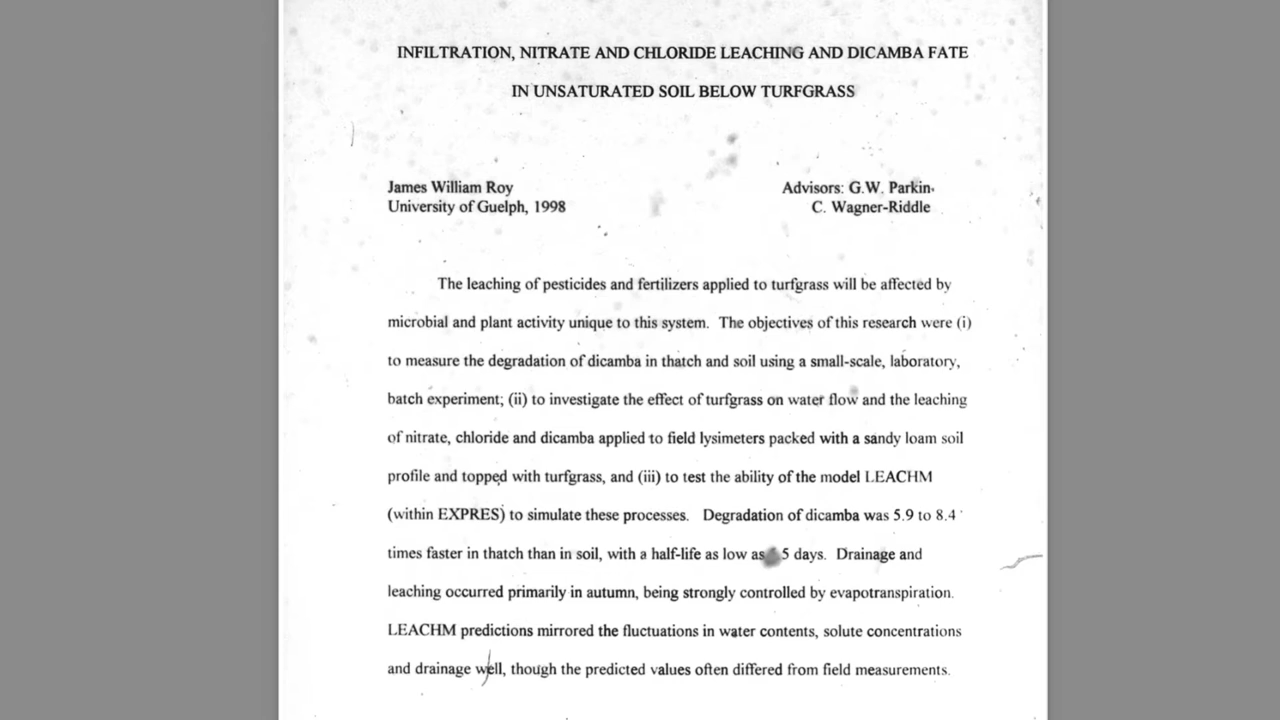 INFILTRATION, NITRATE AND CHLORIDE LEACHING AND DICAMBA FATE
IN UNSATURATED SOIL BELOW TURFGRASS
James William Roy
Advisors: G.W. Parkin
University of Guelph, 1998
C. Wagner-Riddle
The leaching of pesticides and fertilizers applied to turfgrass will be affected by
microbial and plant activity unique to this system. The objectives of this research were (i)
to measure the degradation of dicamba in thatch and soil using a small-scale, laboratory,
batch experiment; (ii) to investigate the effect of turfgrass on water flow and the leaching
of nitrate, chloride and dicamba applied to field lysimeters packed with a sandy loam soil
profile and topped with turfgrass, and (iii) to test the ability of the model LEACHM
(within EXPRES) to simulate these processes. Degradation of dicamba was 5.9 to 8.4
times faster in thatch than in soil, with a half-life as low as 5 days. Drainage and
leaching occurred primarily in autumn, being strongly controlled by evapotranspiration.
LEACHM predictions mirrored the fluctuations in water contents, solute concentrations
and drainage well, though the predicted values often differed from field measurements.